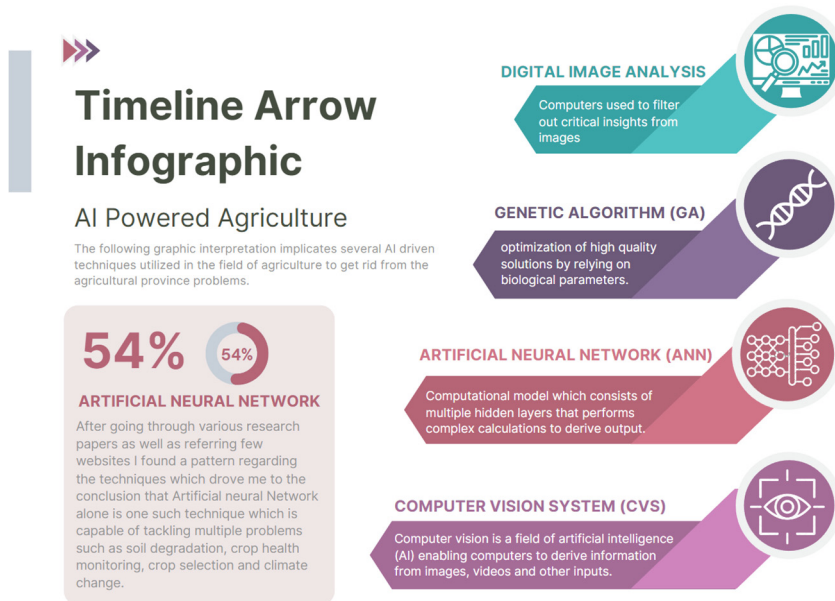 Timeline Arrow
Infographic
AI Powered Agriculture
The following graphic interpretation implicates several AI driven
techniques utilized in the field of agriculture to get rid from the
agricultural province problems.
54%
54%
ARTIFICIAL NEURAL NETWORK
After going through various research
papers as well as referring few
websites I found a pattern regarding
the techniques which drove me to the
conclusion that Artificial neural Network
alone is one such technique which is
capable of tackling multiple problems
such as soil degradation, crop health
monitoring, crop selection and climate
change.
DIGITAL IMAGE ANALYSIS
Computers used to filter
out critical insights from
images
GENETIC ALGORITHM (GA)
optimization of high quality
solutions by relying on
biological parameters.
ARTIFICIAL NEURAL NETWORK (ANN)
Computational model which consists of
multiple hidden layers that performs
complex calculations to derive output.
COMPUTER VISION SYSTEM (CVS)
Computer vision is a field of artificial intelligence
(AI) enabling computers to derive information
from images, videos and other inputs.